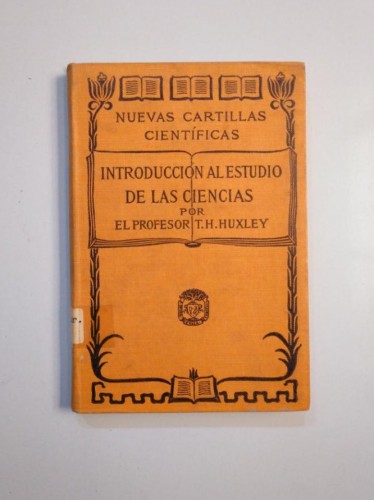 NUEVAS CARTILLAS
CIENTÍFICAS
INTRODUCCIÓN AL ESTUDIO
DE LAS CIENCIAS
POR
EL PROFESOR T. H. HUXLEY